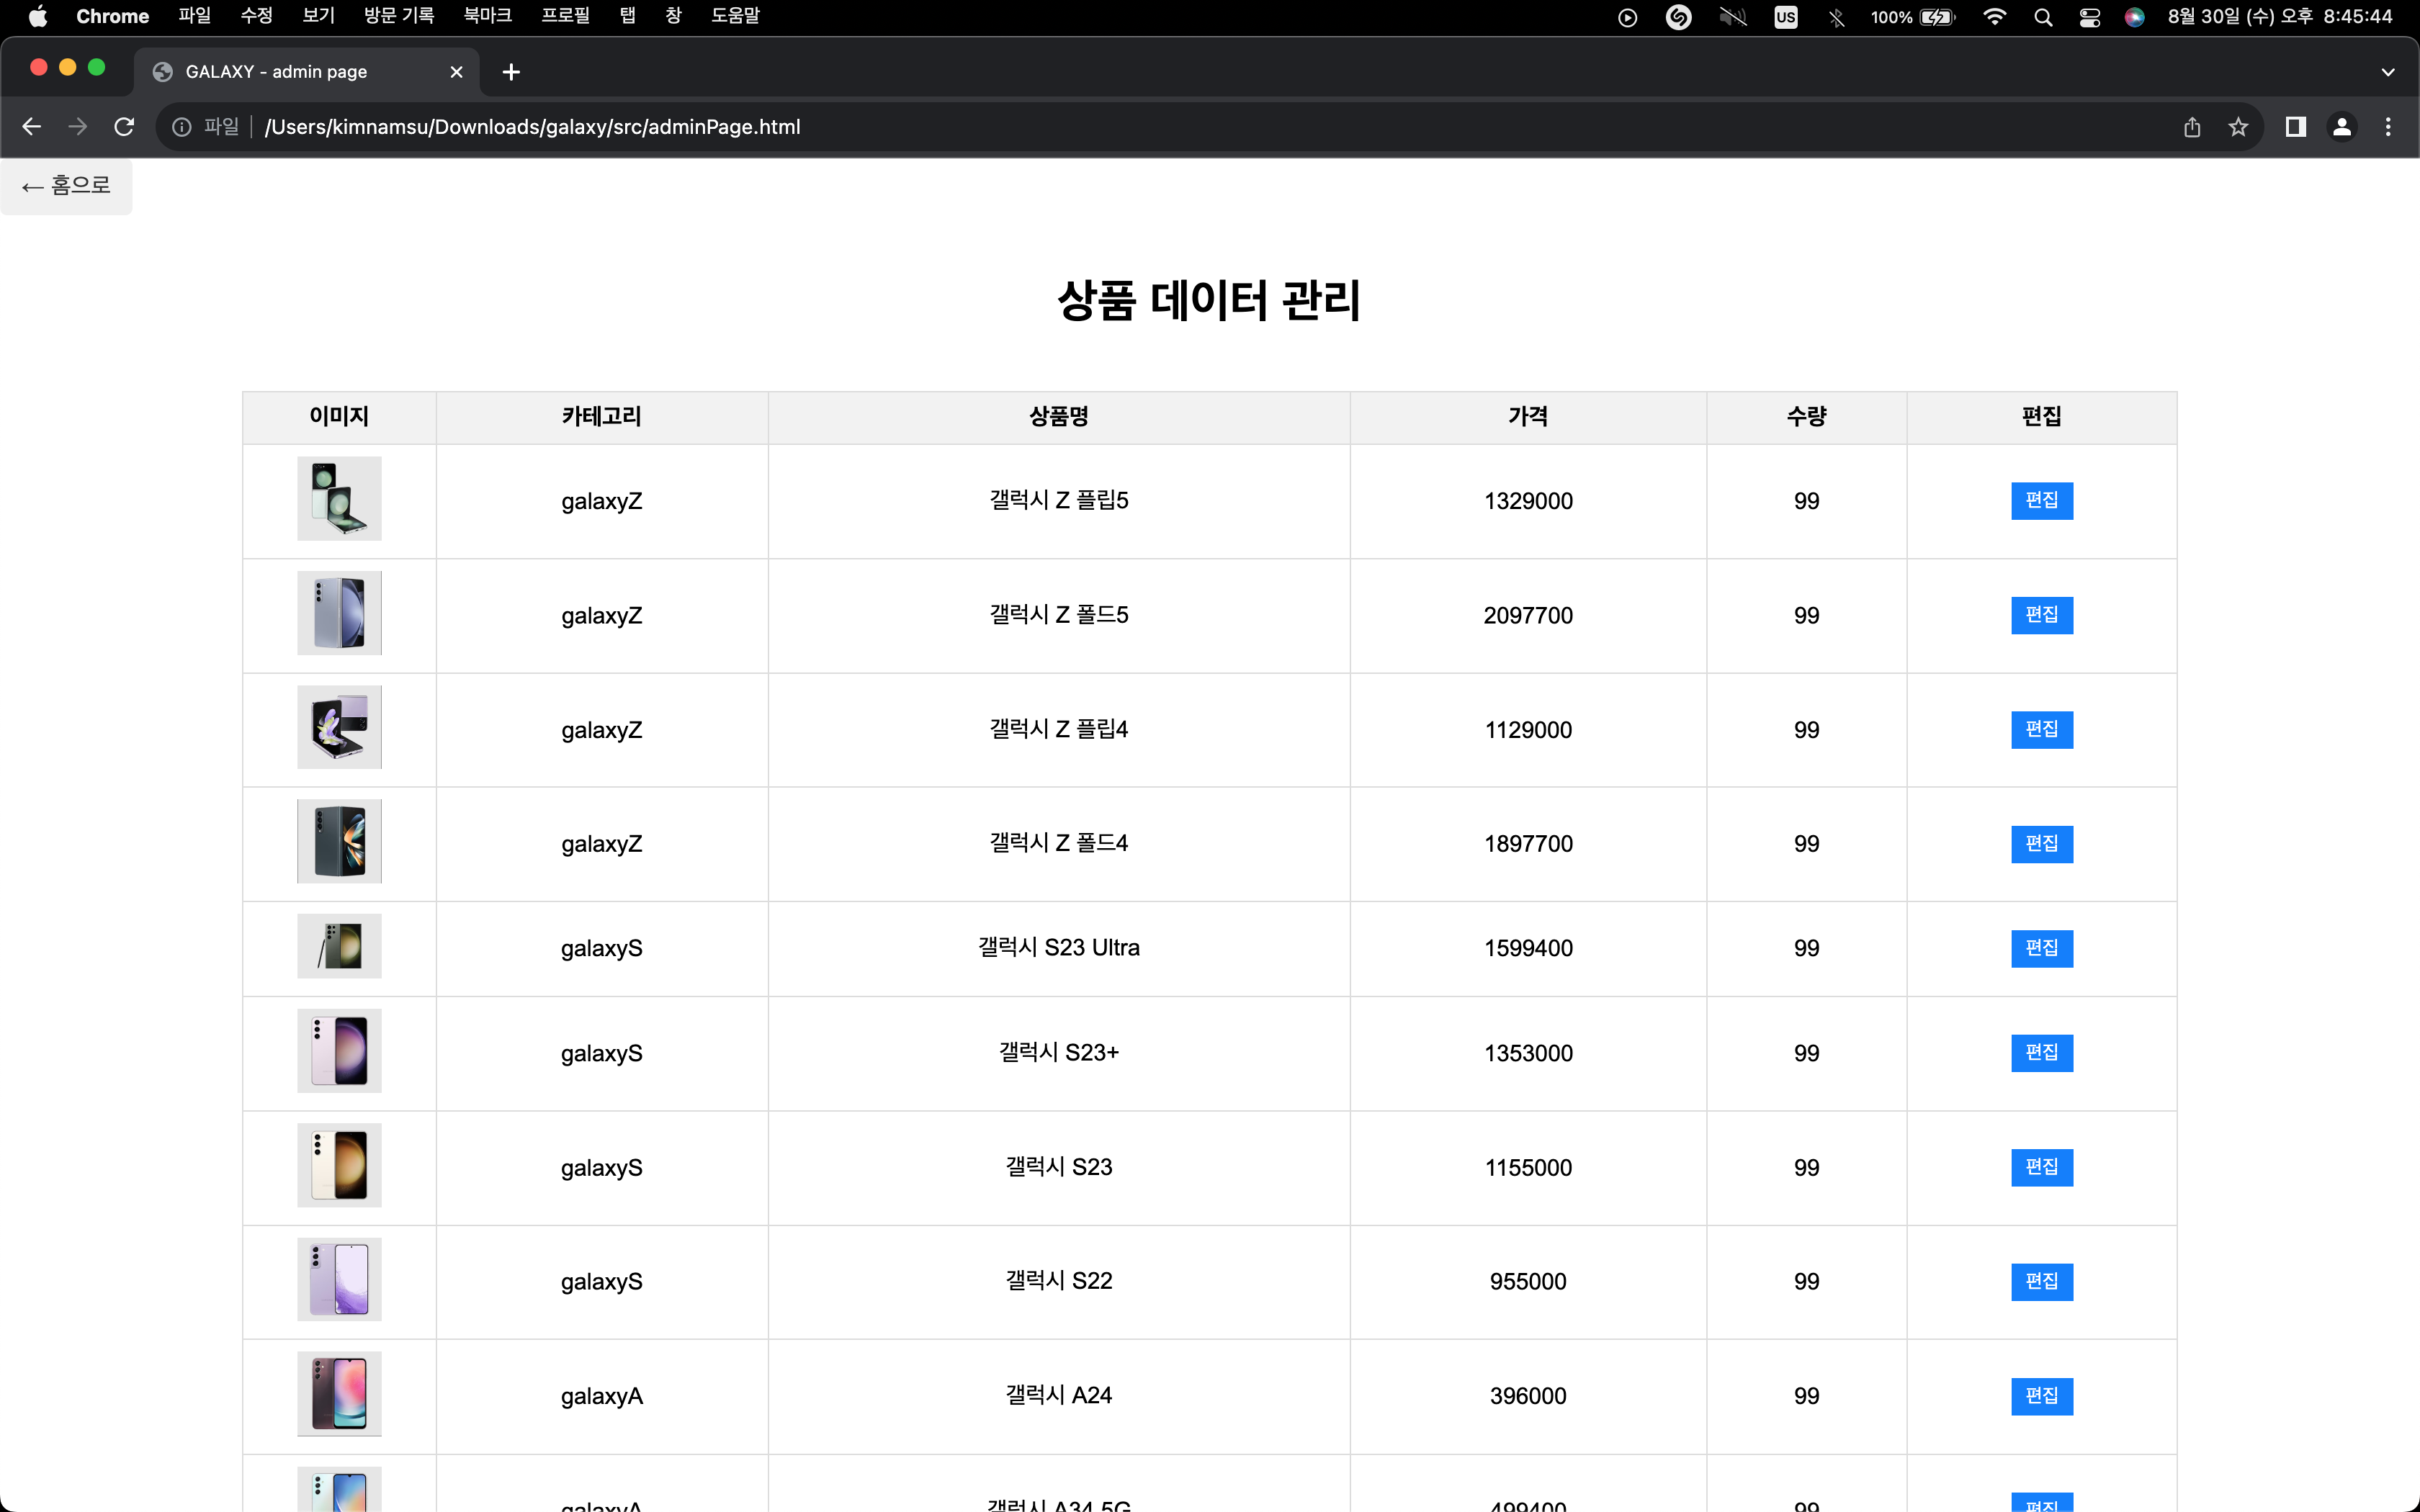 Chrome 파일 수정 보기 방문 기록 북마크 프로필 탭 창 도움말 US 100% 8월 30일 (수) 오후 8:45:44
GALAXY - admin page
파일 /Users/kimnamsu/Downloads/galaxy/src/adminPage.html
← 홈으로
상품 데이터 관리
이미지 카테고리 상품명 가격 수량 편집
galaxyZ 갤럭시 Z 플립5 1329000 99 편집
galaxyZ 갤럭시 Z 폴드5 2097700 99 편집
galaxyZ 갤럭시 Z 플립4 1129000 99 편집
galaxyZ 갤럭시 Z 폴드4 1897700 99 편집
galaxyS 갤럭시 S23 Ultra 1599400 99 편집
galaxyS 갤럭시 S23+ 1353000 99 편집
galaxyS 갤럭시 S23 1155000 99 편집
galaxyS 갤럭시 S22 955000 99 편집
galaxyA 갤럭시 A24 396000 99 편집
galaxyA 갤럭시 A34 5G 499400 99 편집